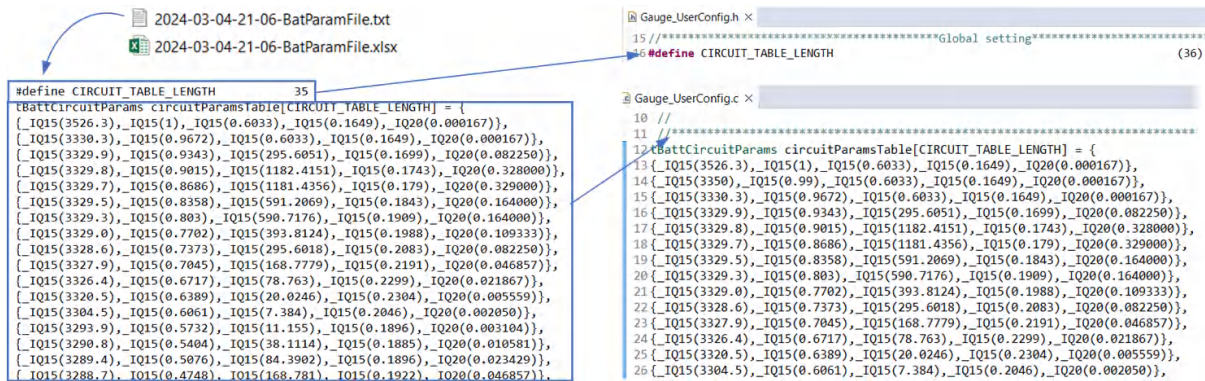 2024-03-04-21-06-BatParamFile.txt
2024-03-04-21-06-BatParamFile.xlsx
#define CIRCUIT_TABLE_LENGTH 35
tBattCircuitParams circuitParamsTable[CIRCUIT_TABLE_LENGTH] = {
{_IQ15(3526.3),_IQ15(1),_IQ15(0.6033),_IQ15(0.1649),_IQ20(0.000167)},
{_IQ15(3330.3),_IQ15(0.9672),_IQ15(0.6033),_IQ15(0.1649),_IQ20(0.000167)},
{_IQ15(3329.9),_IQ15(0.9343),_IQ15(295.6051),_IQ15(0.1699),_IQ20(0.082250)},
{_IQ15(3329.8),_IQ15(0.9015),_IQ15(1182.4151),_IQ15(0.1743),_IQ20(0.328000)},
{_IQ15(3329.7),_IQ15(0.8686),_IQ15(1181.4356),_IQ15(0.179),_IQ20(0.329000)},
{_IQ15(3329.5),_IQ15(0.8358),_IQ15(591.2069),_IQ15(0.1843),_IQ20(0.164000)},
{_IQ15(3329.3),_IQ15(0.803),_IQ15(590.7176),_IQ15(0.1909),_IQ20(0.164000)},
{_IQ15(3329.0),_IQ15(0.7702),_IQ15(393.8124),_IQ15(0.1988),_IQ20(0.109333)},
{_IQ15(3328.6),_IQ15(0.7373),_IQ15(295.6018),_IQ15(0.2083),_IQ20(0.082250)},
{_IQ15(3327.9),_IQ15(0.7045),_IQ15(168.7779),_IQ15(0.2191),_IQ20(0.046857)},
{_IQ15(3326.4),_IQ15(0.6717),_IQ15(78.763),_IQ15(0.2299),_IQ20(0.021867)},
{_IQ15(3320.5),_IQ15(0.6389),_IQ15(20.0246),_IQ15(0.2304),_IQ20(0.005559)},
{_IQ15(3304.5),_IQ15(0.6061),_IQ15(7.384),_IQ15(0.2046),_IQ20(0.002050)},
{_IQ15(3293.9),_IQ15(0.5732),_IQ15(11.155),_IQ15(0.1896),_IQ20(0.003104)},
{_IQ15(3290.8),_IQ15(0.5404),_IQ15(38.1114),_IQ15(0.1885),_IQ20(0.010581)},
{_IQ15(3289.4),_IQ15(0.5076),_IQ15(84.3902),_IQ15(0.1896),_IQ20(0.023429)},
{_IQ15(3288.7),_IQ15(0.4748),_IQ15(168.781),_IQ15(0.1922),_IQ20(0.046857)},
Gauge_UserConfig.h
15 //****************************************Global setting************************
16 #define CIRCUIT_TABLE_LENGTH (36)
Gauge_UserConfig.c
10 //
11 //**************************************************************************
12 tBattCircuitParams circuitParamsTable[CIRCUIT_TABLE_LENGTH] = {
13 {_IQ15(3526.3),_IQ15(1),_IQ15(0.6033),_IQ15(0.1649),_IQ20(0.000167)},
14 {_IQ15(3350),_IQ15(0.99),_IQ15(0.6033),_IQ15(0.1649),_IQ20(0.000167)},
15 {_IQ15(3330.3),_IQ15(0.9672),_IQ15(0.6033),_IQ15(0.1649),_IQ20(0.000167)},
16 {_IQ15(3329.9),_IQ15(0.9343),_IQ15(295.6051),_IQ15(0.1699),_IQ20(0.082250)},
17 {_IQ15(3329.8),_IQ15(0.9015),_IQ15(1182.4151),_IQ15(0.1743),_IQ20(0.328000)},
18 {_IQ15(3329.7),_IQ15(0.8686),_IQ15(1181.4356),_IQ15(0.179),_IQ20(0.329000)},
19 {_IQ15(3329.5),_IQ15(0.8358),_IQ15(591.2069),_IQ15(0.1843),_IQ20(0.164000)},
20 {_IQ15(3329.3),_IQ15(0.803),_IQ15(590.7176),_IQ15(0.1909),_IQ20(0.164000)},
21 {_IQ15(3329.0),_IQ15(0.7702),_IQ15(393.8124),_IQ15(0.1988),_IQ20(0.109333)},
22 {_IQ15(3328.6),_IQ15(0.7373),_IQ15(295.6018),_IQ15(0.2083),_IQ20(0.082250)},
23 {_IQ15(3327.9),_IQ15(0.7045),_IQ15(168.7779),_IQ15(0.2191),_IQ20(0.046857)},
24 {_IQ15(3326.4),_IQ15(0.6717),_IQ15(78.763),_IQ15(0.2299),_IQ20(0.021867)},
25 {_IQ15(3320.5),_IQ15(0.6389),_IQ15(20.0246),_IQ15(0.2304),_IQ20(0.005559)},
26 {_IQ15(3304.5),_IQ15(0.6061),_IQ15(7.384),_IQ15(0.2046),_IQ20(0.002050)},